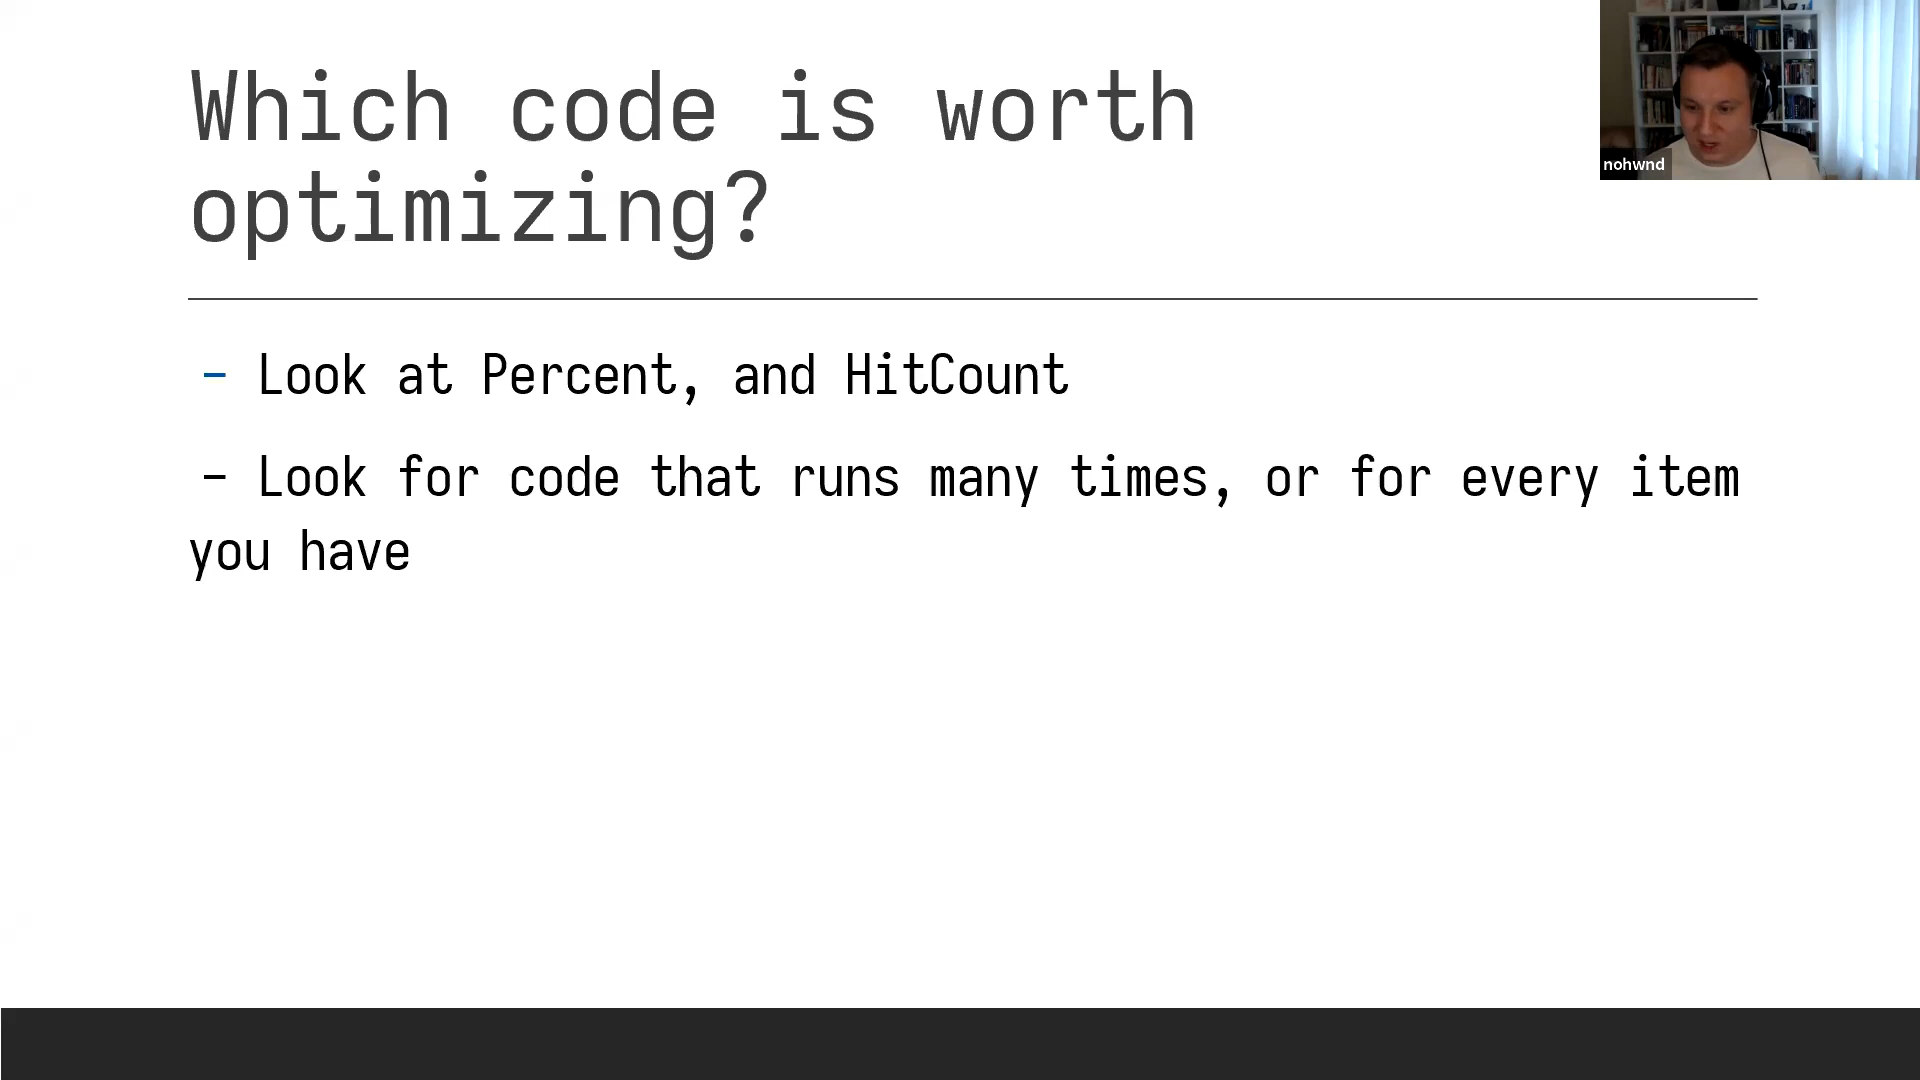 Which code is worth
optimizing?
nohwnd
– Look at Percent, and HitCount
– Look for code that runs many times, or for every item
you have